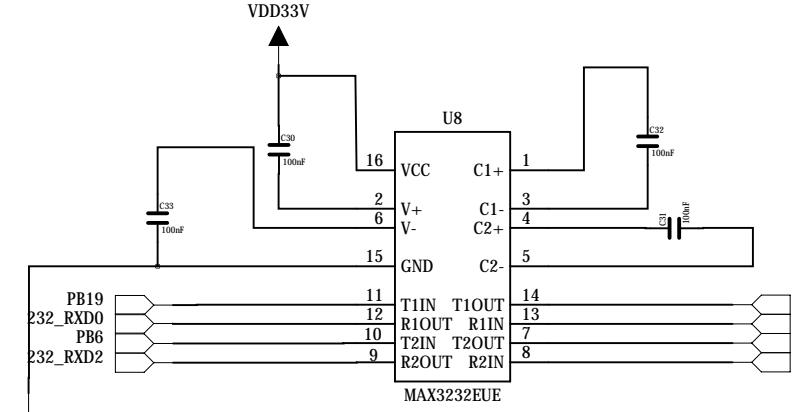 VDD33V
U8
C30
100nF
C32
100nF
C33
100nF
C31
100nF
16 VCC C1+ 1
2 V+ C1- 3
6 V- C2+ 4
15 GND C2- 5
PB19 11 T1IN T1OUT 14
232_RXD0 12 R1OUT R1IN 13
PB6 10 T2IN T2OUT 7
232_RXD2 9 R2OUT R2IN 8
MAX3232EUE